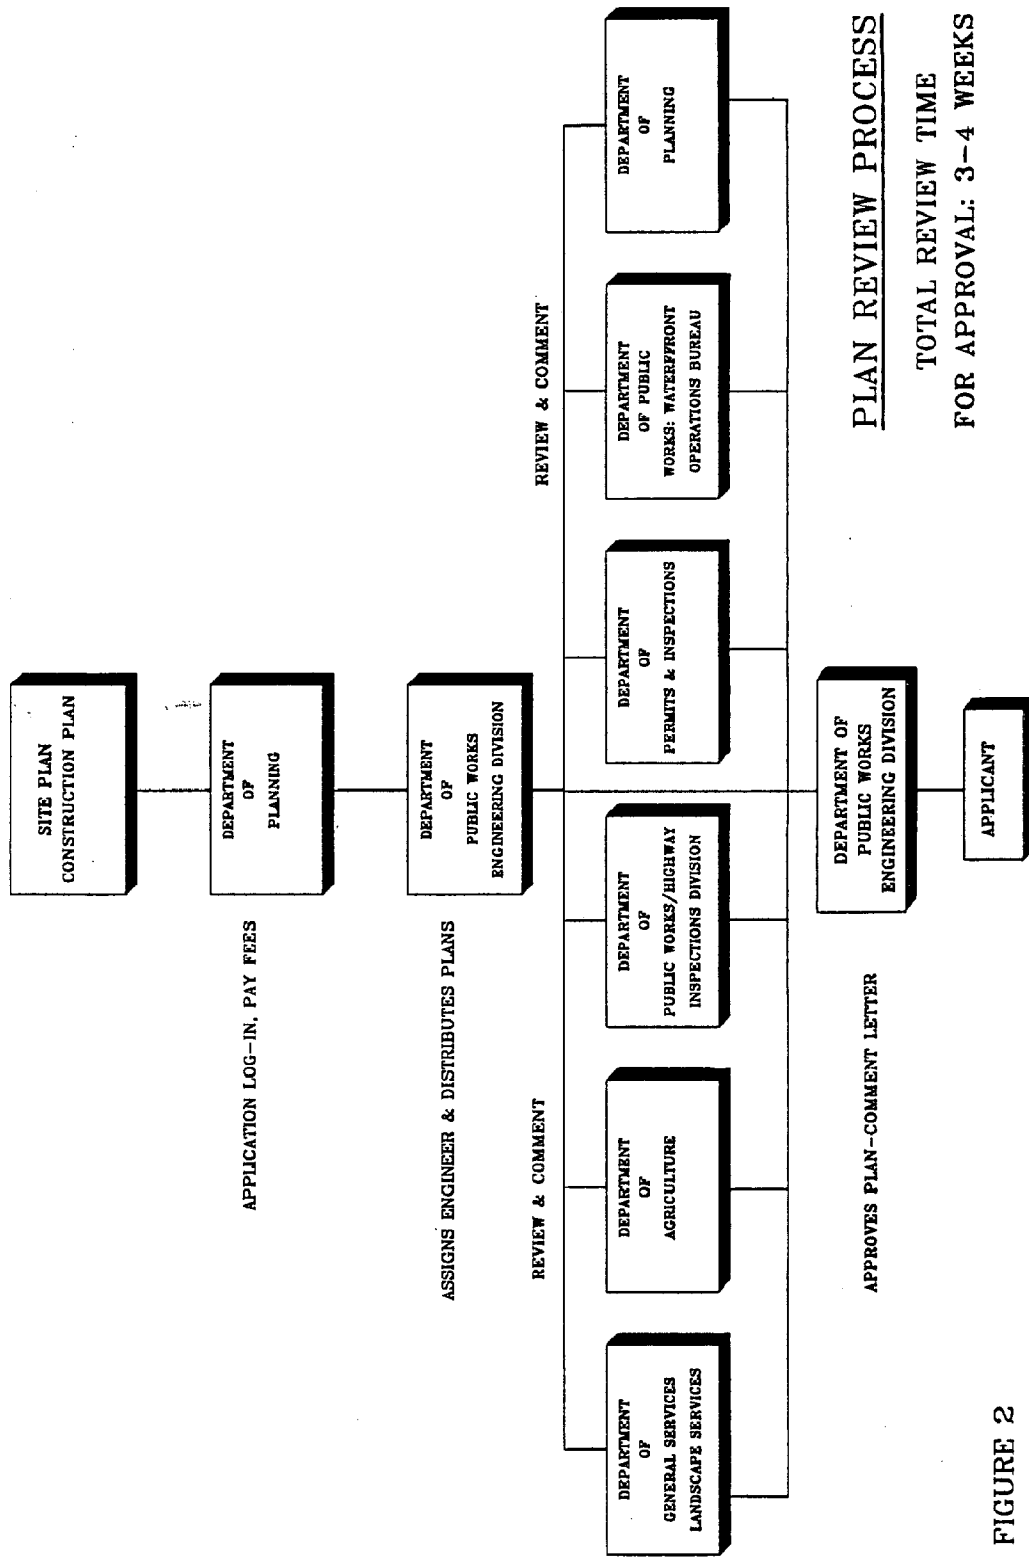 SITE PLAN
CONSTRUCTION PLAN
DEPARTMENT
OF
PLANNING
APPLICATION LOG-IN, PAY FEES
DEPARTMENT
OF
PUBLIC WORKS
ENGINEERING DIVISION
ASSIGNS ENGINEER & DISTRIBUTES PLANS
REVIEW & COMMENT
REVIEW & COMMENT
DEPARTMENT
OF
GENERAL SERVICES
LANDSCAPE SERVICES
DEPARTMENT
OF
AGRICULTURE
DEPARTMENT
OF
PUBLIC WORKS/HIGHWAY
INSPECTIONS DIVISION
DEPARTMENT
OF
PERMITS & INSPECTIONS
DEPARTMENT
OF PUBLIC
WORKS: WATERFRONT
OPERATIONS BUREAU
DEPARTMENT
OF
PLANNING
APPROVES PLAN-COMMENT LETTER
DEPARTMENT OF
PUBLIC WORKS
ENGINEERING DIVISION
APPLICANT
PLAN REVIEW PROCESS
TOTAL REVIEW TIME
FOR APPROVAL: 3-4 WEEKS
FIGURE 2